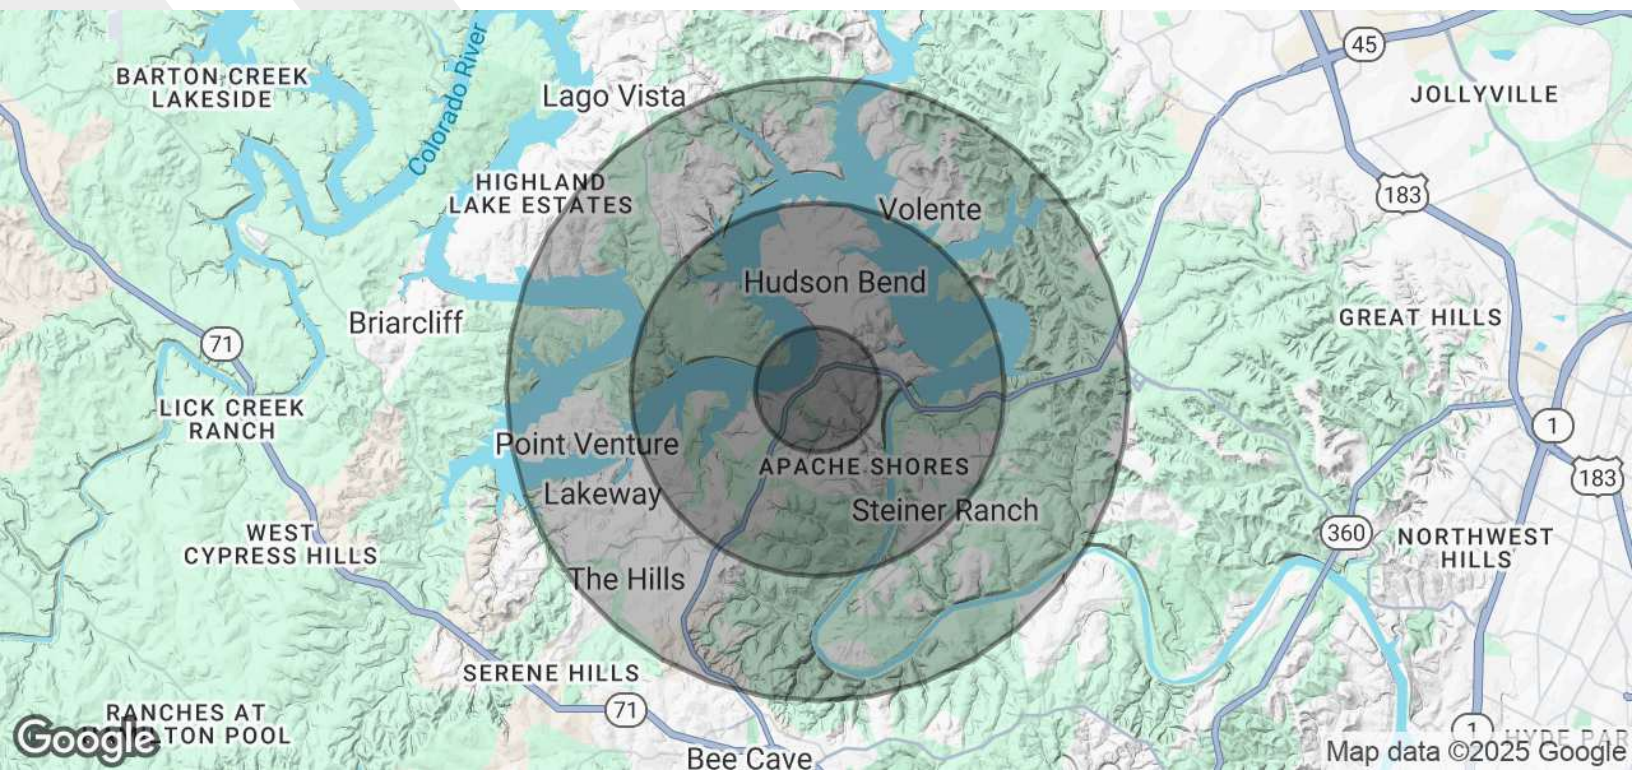 45
BARTON CREEK
LAKESIDE
Colorado River
Lago Vista
JOLLYVILLE
183
HIGHLAND
LAKE ESTATES
Volente
Hudson Bend
Briarcliff
GREAT HILLS
71
LICK CREEK
RANCH
1
Point Venture
APACHE SHORES
183
Lakeway
Steiner Ranch
WEST
CYPRESS HILLS
360
NORTHWEST
HILLS
The Hills
SERENE HILLS
71
RANCHES AT
POOL
Google
1
HYDE
Bee Cave
Map data ©2025 Google